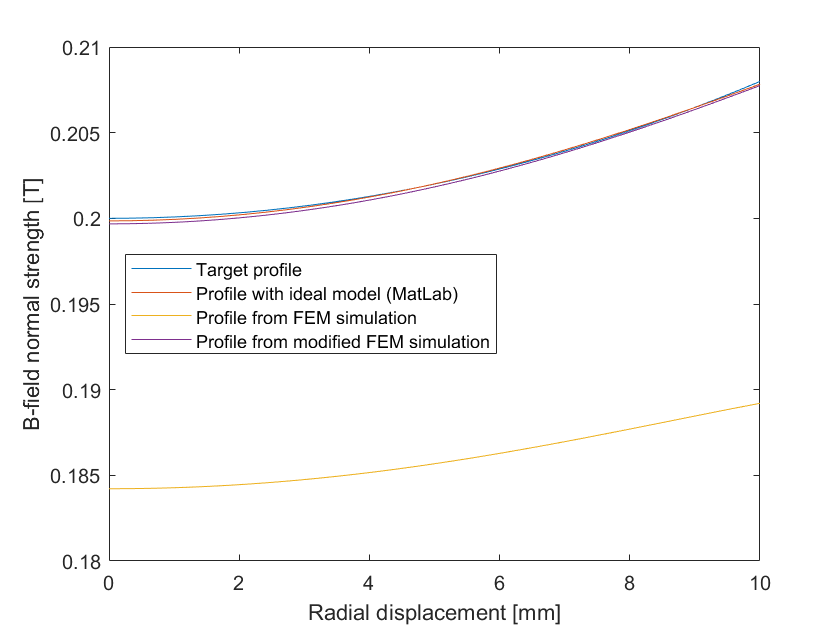 0.21
0.205
0.2
0.195
0.19
0.185
0.18
B-field normal strength [T]
Target profile
Profile with ideal model (MatLab)
Profile from FEM simulation
Profile from modified FEM simulation
0 2 4 6 8 10
Radial displacement [mm]